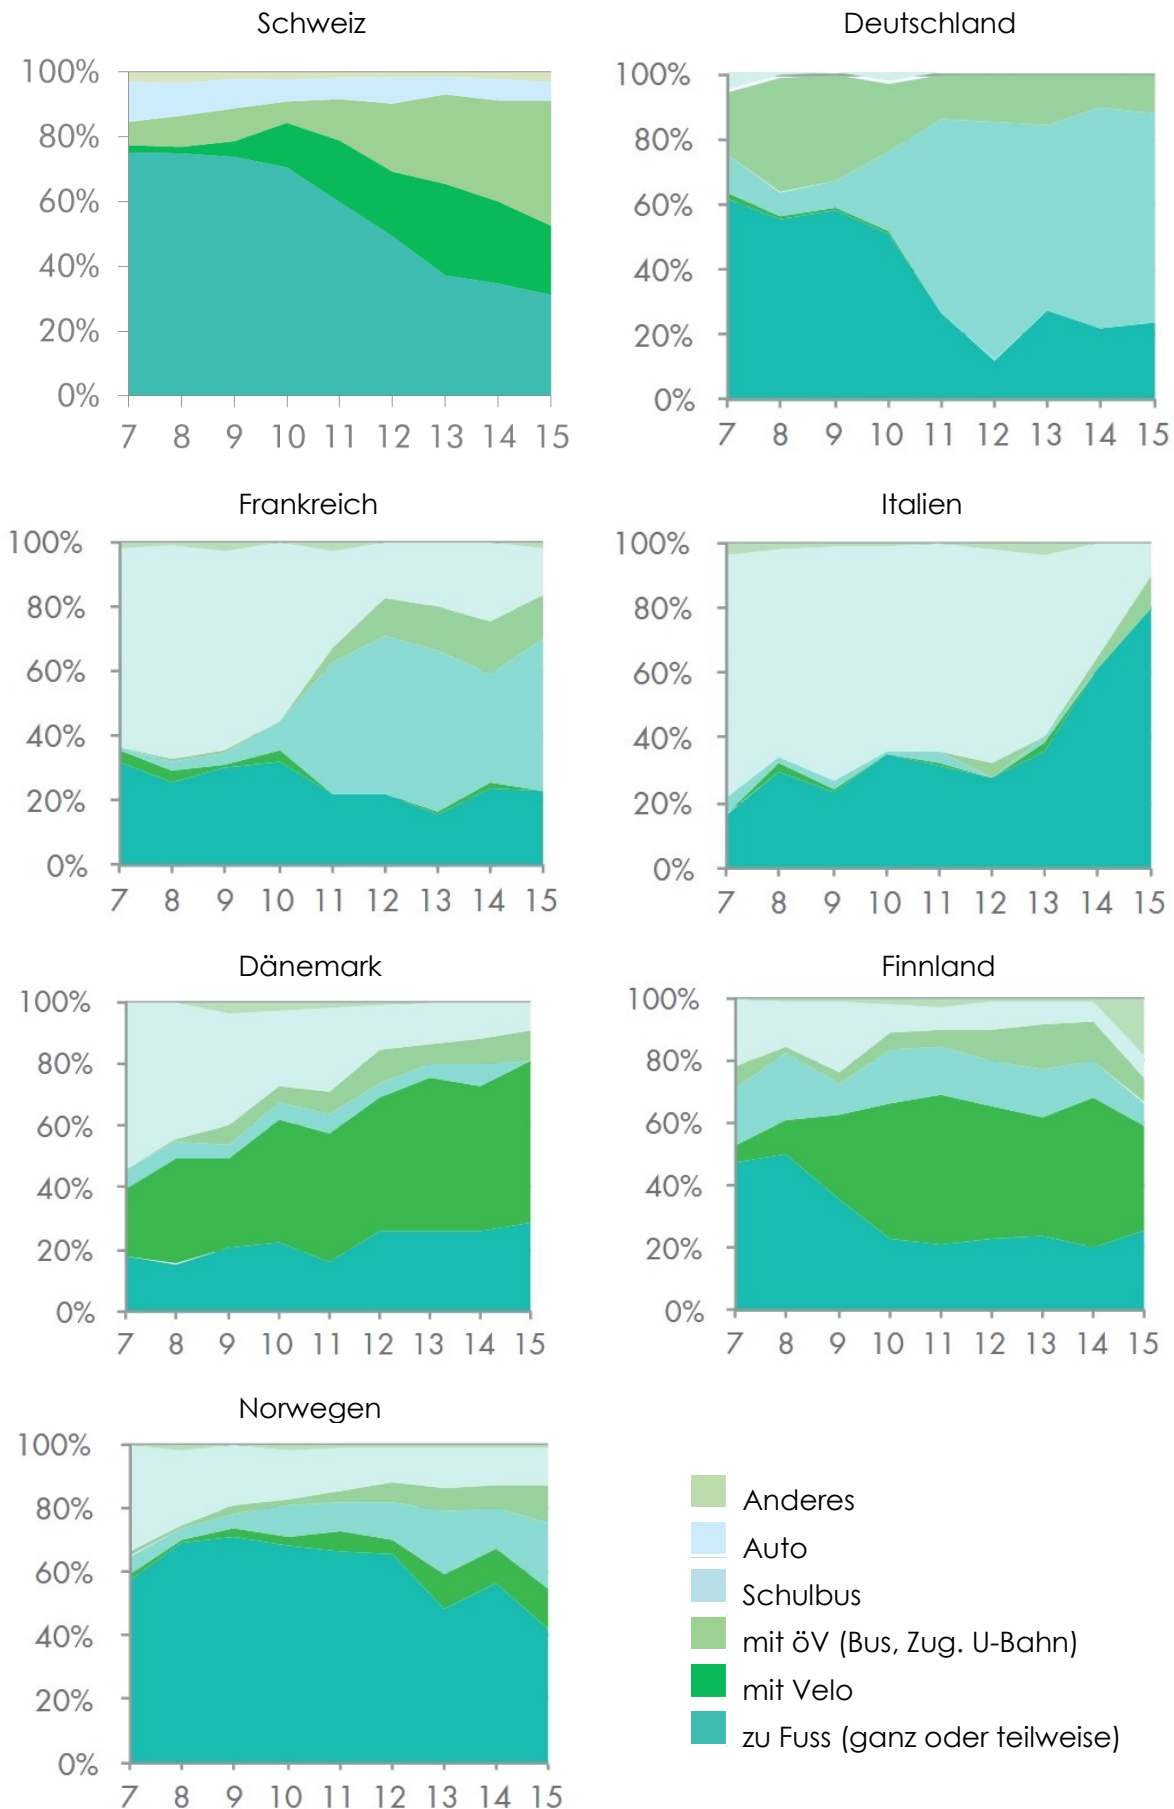 Schweiz
100%
80%
60%
40%
20%
0%
7 8 9 10 11 12 13 14 15
Deutschland
100%
80%
60%
40%
20%
0%
7 8 9 10 11 12 13 14 15
Frankreich
100%
80%
60%
40%
20%
0%
7 8 9 10 11 12 13 14 15
Italien
100%
80%
60%
40%
20%
0%
7 8 9 10 11 12 13 14 15
Dänemark
100%
80%
60%
40%
20%
0%
7 8 9 10 11 12 13 14 15
Finnland
100%
80%
60%
40%
20%
0%
7 8 9 10 11 12 13 14 15
Norwegen
100%
80%
60%
40%
20%
0%
7 8 9 10 11 12 13 14 15
Anderes
Auto
Schulbus
mit öV (Bus, Zug. U-Bahn)
mit Velo
zu Fuss (ganz oder teilweise)